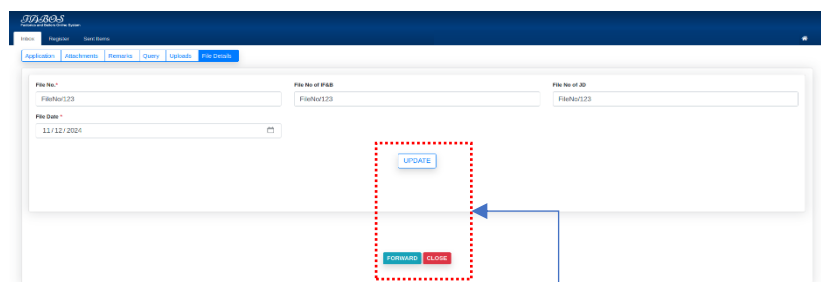 Inbox Register Sent Items
Application Attachments Remarks Query Uploads File Details
File No.* File No of IF&B File No of JD
FileNo/123 FileNo/123 FileNo/123
File Date *
11/12/2024
UPDATE
FORWARD CLOSE